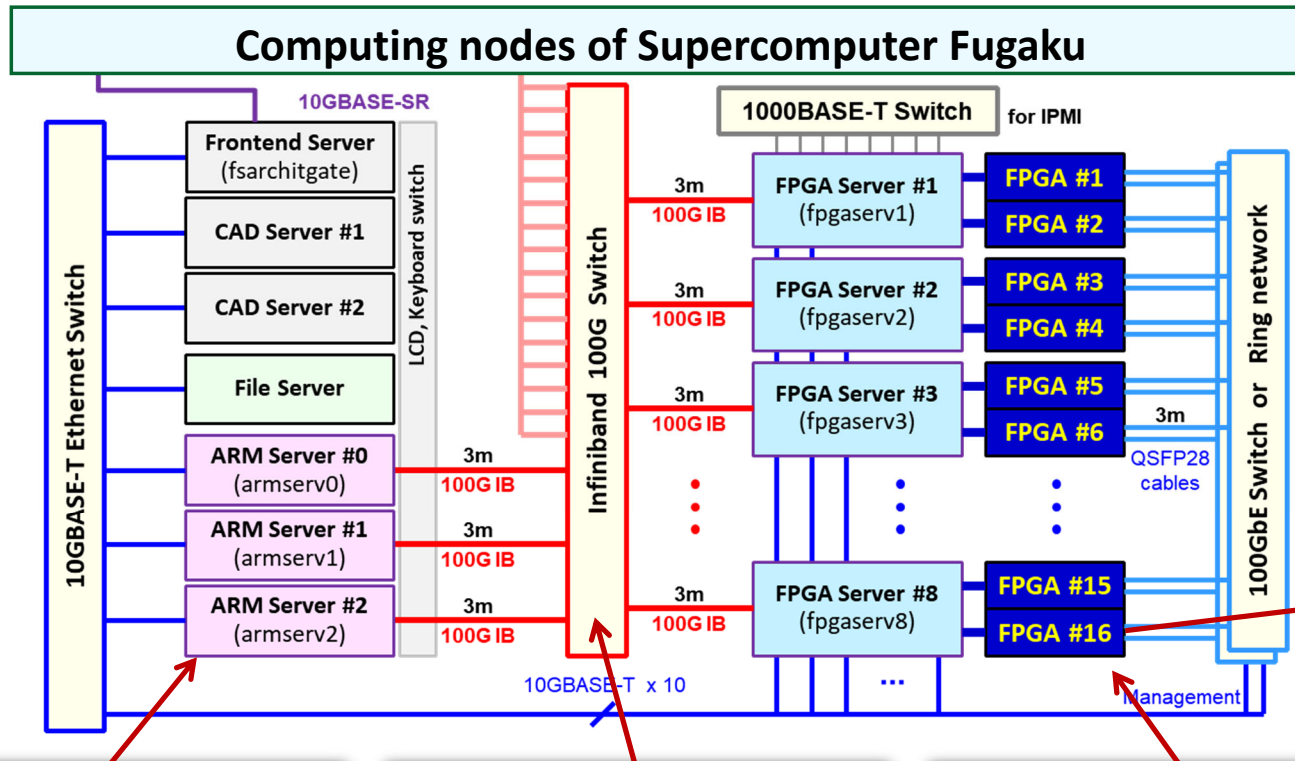 Computing nodes of Supercomputer Fugaku
10GBASE-SR
1000BASE-T Switch
for IPMI
10GBASE-T Ethernet Switch
Frontend Server
(fsarchitgate)
CAD Server #1
CAD Server #2
File Server
ARM Server #0
(armserv0)
ARM Server #1
(armserv1)
ARM Server #2
(armserv2)
LCD, Keyboard switch
3m
100G IB
3m
100G IB
3m
100G IB
Infiniband 100G Switch
3m
100G IB
3m
100G IB
3m
100G IB
3m
100G IB
FPGA Server #1
(fpgaserv1)
FPGA Server #2
(fpgaserv2)
FPGA Server #3
(fpgaserv3)
FPGA Server #8
(fpgaserv8)
FPGA #1
FPGA #2
FPGA #3
FPGA #4
FPGA #5
FPGA #6
FPGA #15
FPGA #16
3m
QSFP28
cables
100GbE Switch or Ring network
10GBASE-T x 10
...
Management